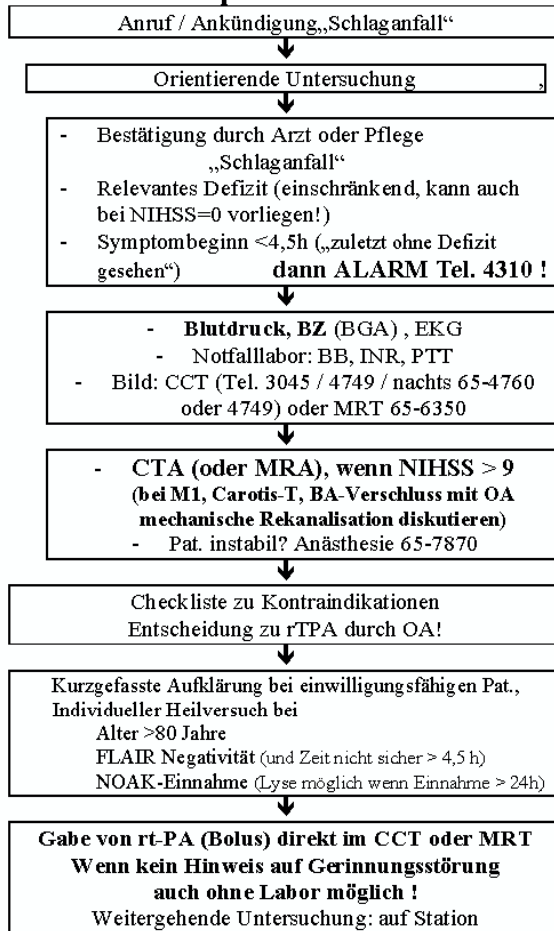 Anruf / Ankündigung„Schlaganfall“
Orientierende Untersuchung ,
- Bestätigung durch Arzt oder Pflege
„Schlaganfall“
- Relevantes Defizit (einschränkend, kann auch
bei NIHSS=0 vorliegen!)
- Symptombeginn <4,5h („zuletzt ohne Defizit
gesehen“) dann ALARM Tel. 4310 !
- Blutdruck, BZ (BGA) , EKG
- Notfalllabor: BB, INR, PTT
- Bild: CCT (Tel. 3045 / 4749 / nachts 65-4760
oder 4749) oder MRT 65-6350
- CTA (oder MRA), wenn NIHSS > 9
(bei M1, Carotis-T, BA-Verschluss mit OA
mechanische Rekanalisation diskutieren)
- Pat. instabil? Anästhesie 65-7870
Checkliste zu Kontraindikationen
Entscheidung zu rTPA durch OA!
Kurzgefasste Aufklärung bei einwilligungsfähigen Pat.,
Individueller Heilversuch bei
Alter >80 Jahre
FLAIR Negativität (und Zeit nicht sicher > 4,5 h)
NOAK-Einnahme (Lyse möglich wenn Einnahme > 24h)
Gabe von rt-PA (Bolus) direkt im CCT oder MRT
Wenn kein Hinweis auf Gerinnungsstörung
auch ohne Labor möglich !
Weitergehende Untersuchung: auf Station